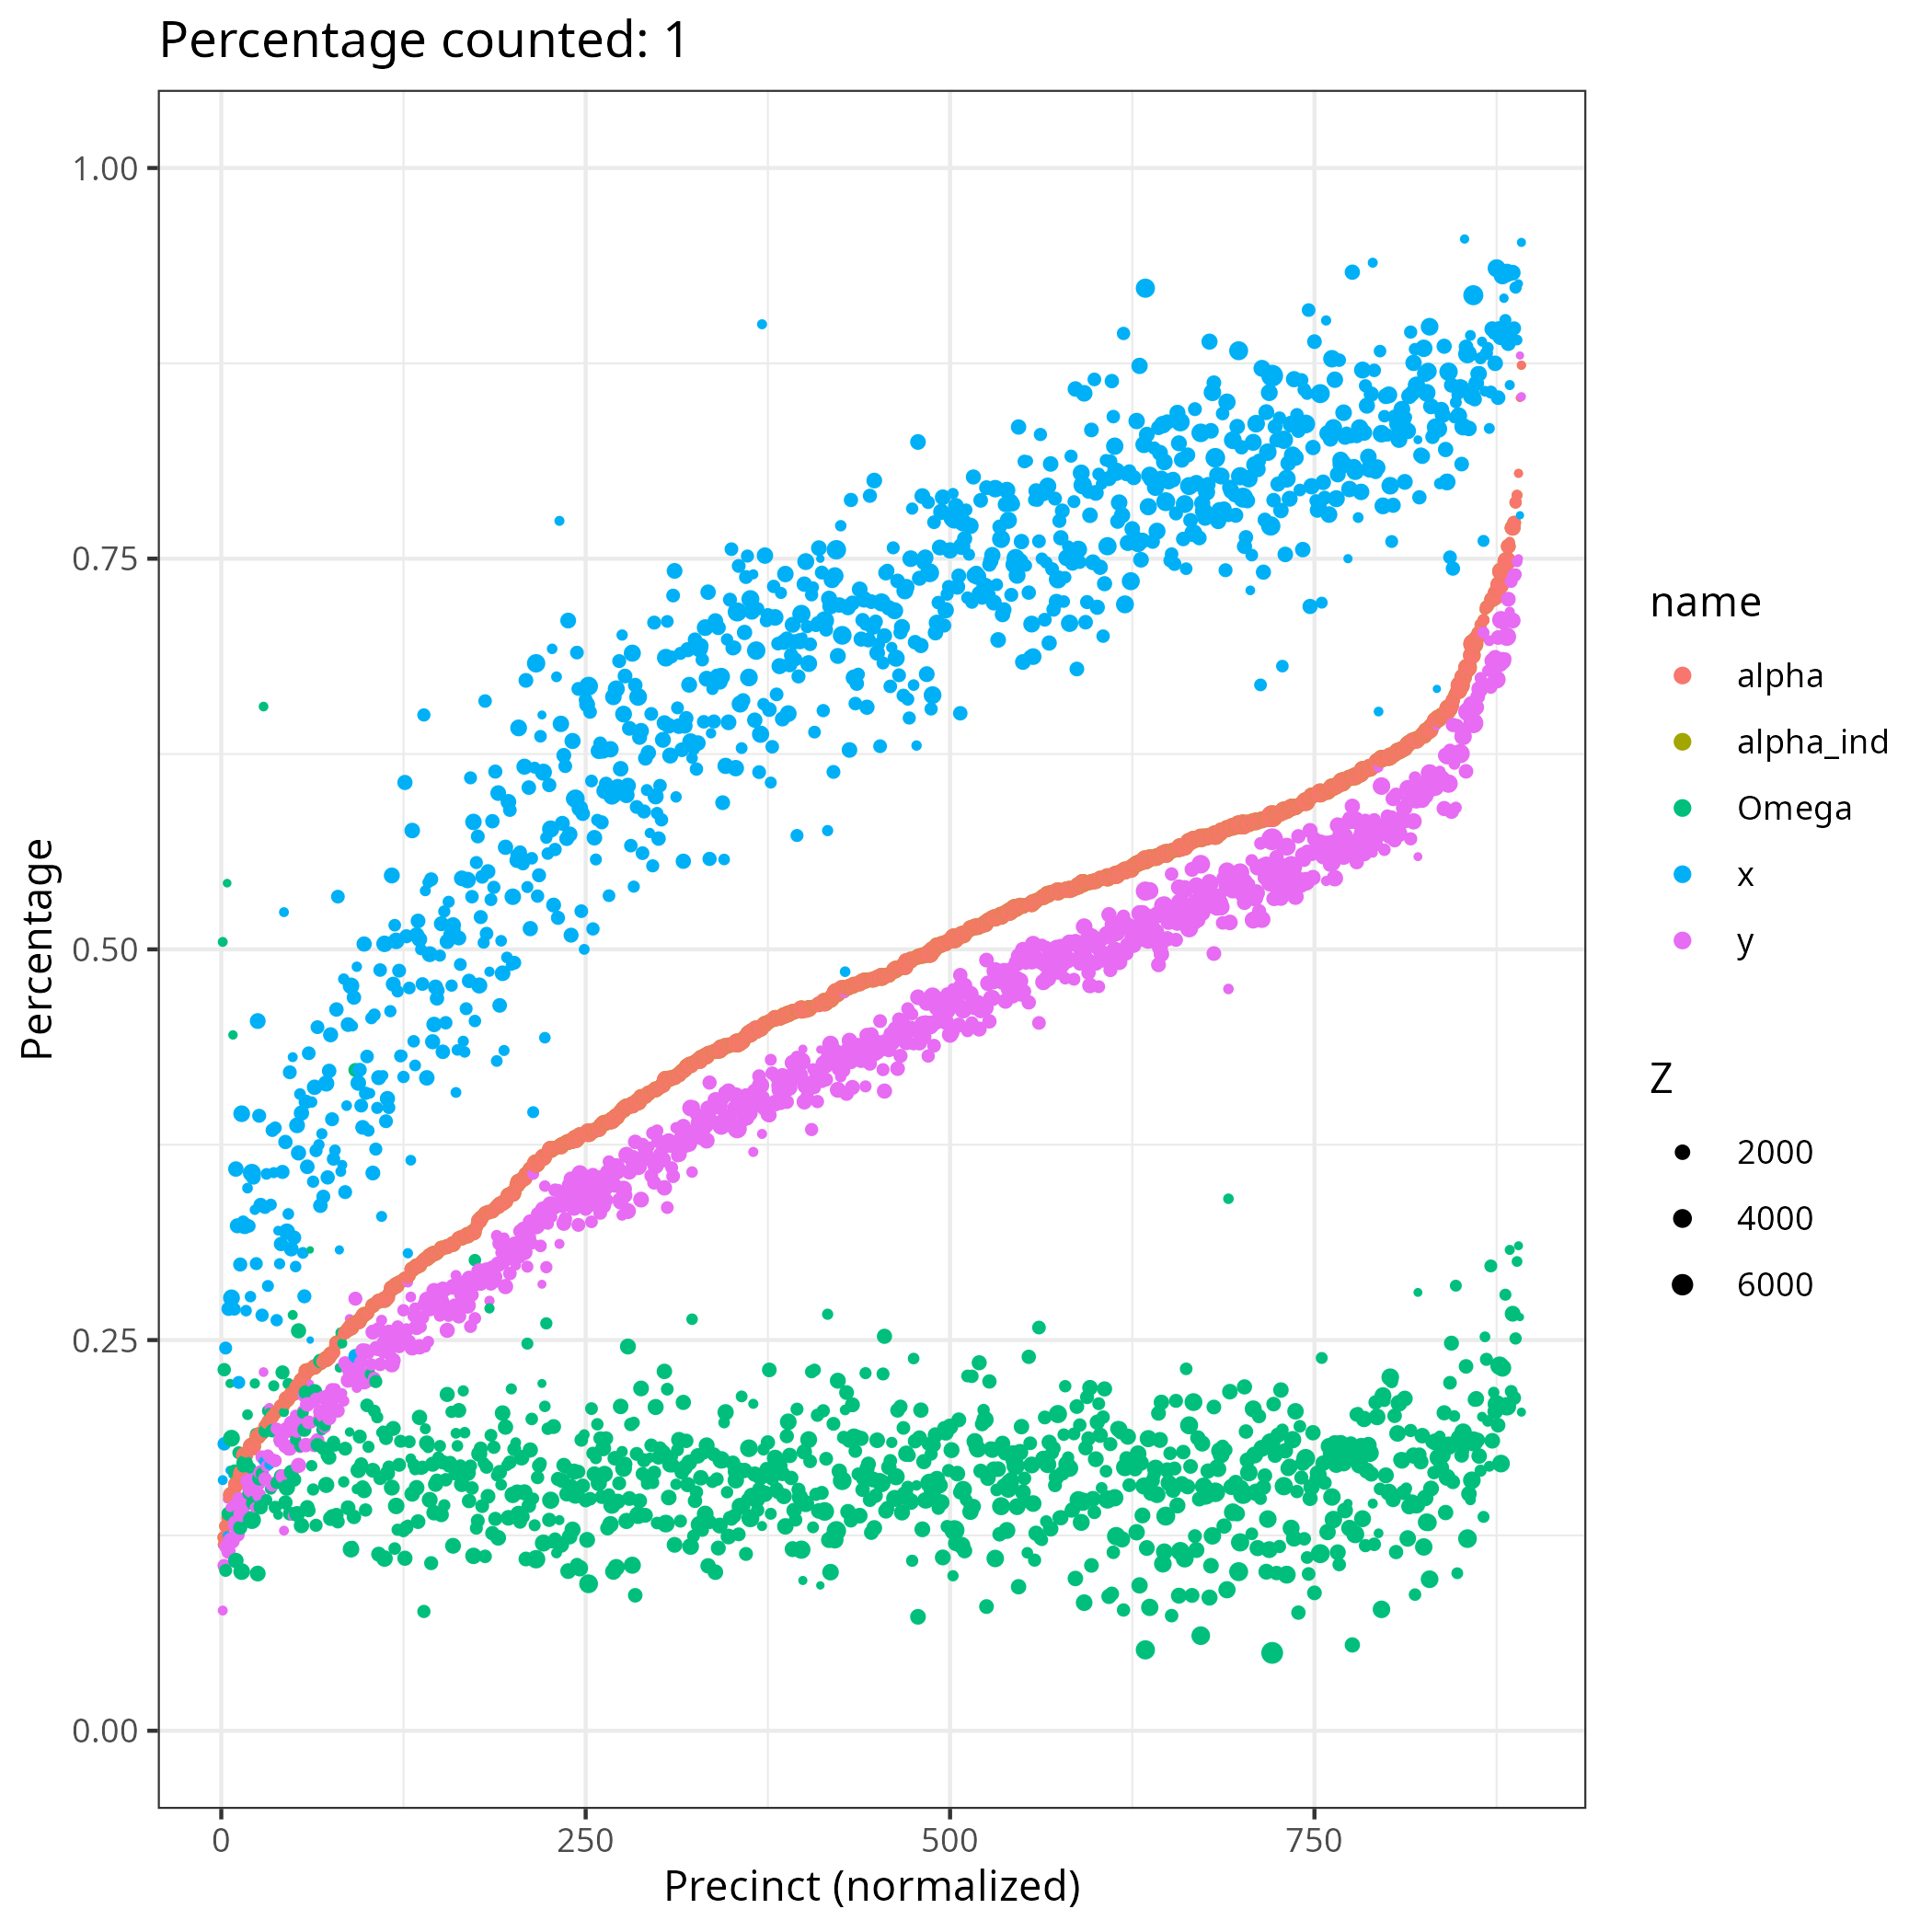 Percentage counted: 1
Percentage
1.00
0.75
0.50
0.25
0.00
0
250
500
750
Precinct (normalized)
name
alpha
alpha_ind
Omega
x
y
Z
2000
4000
6000